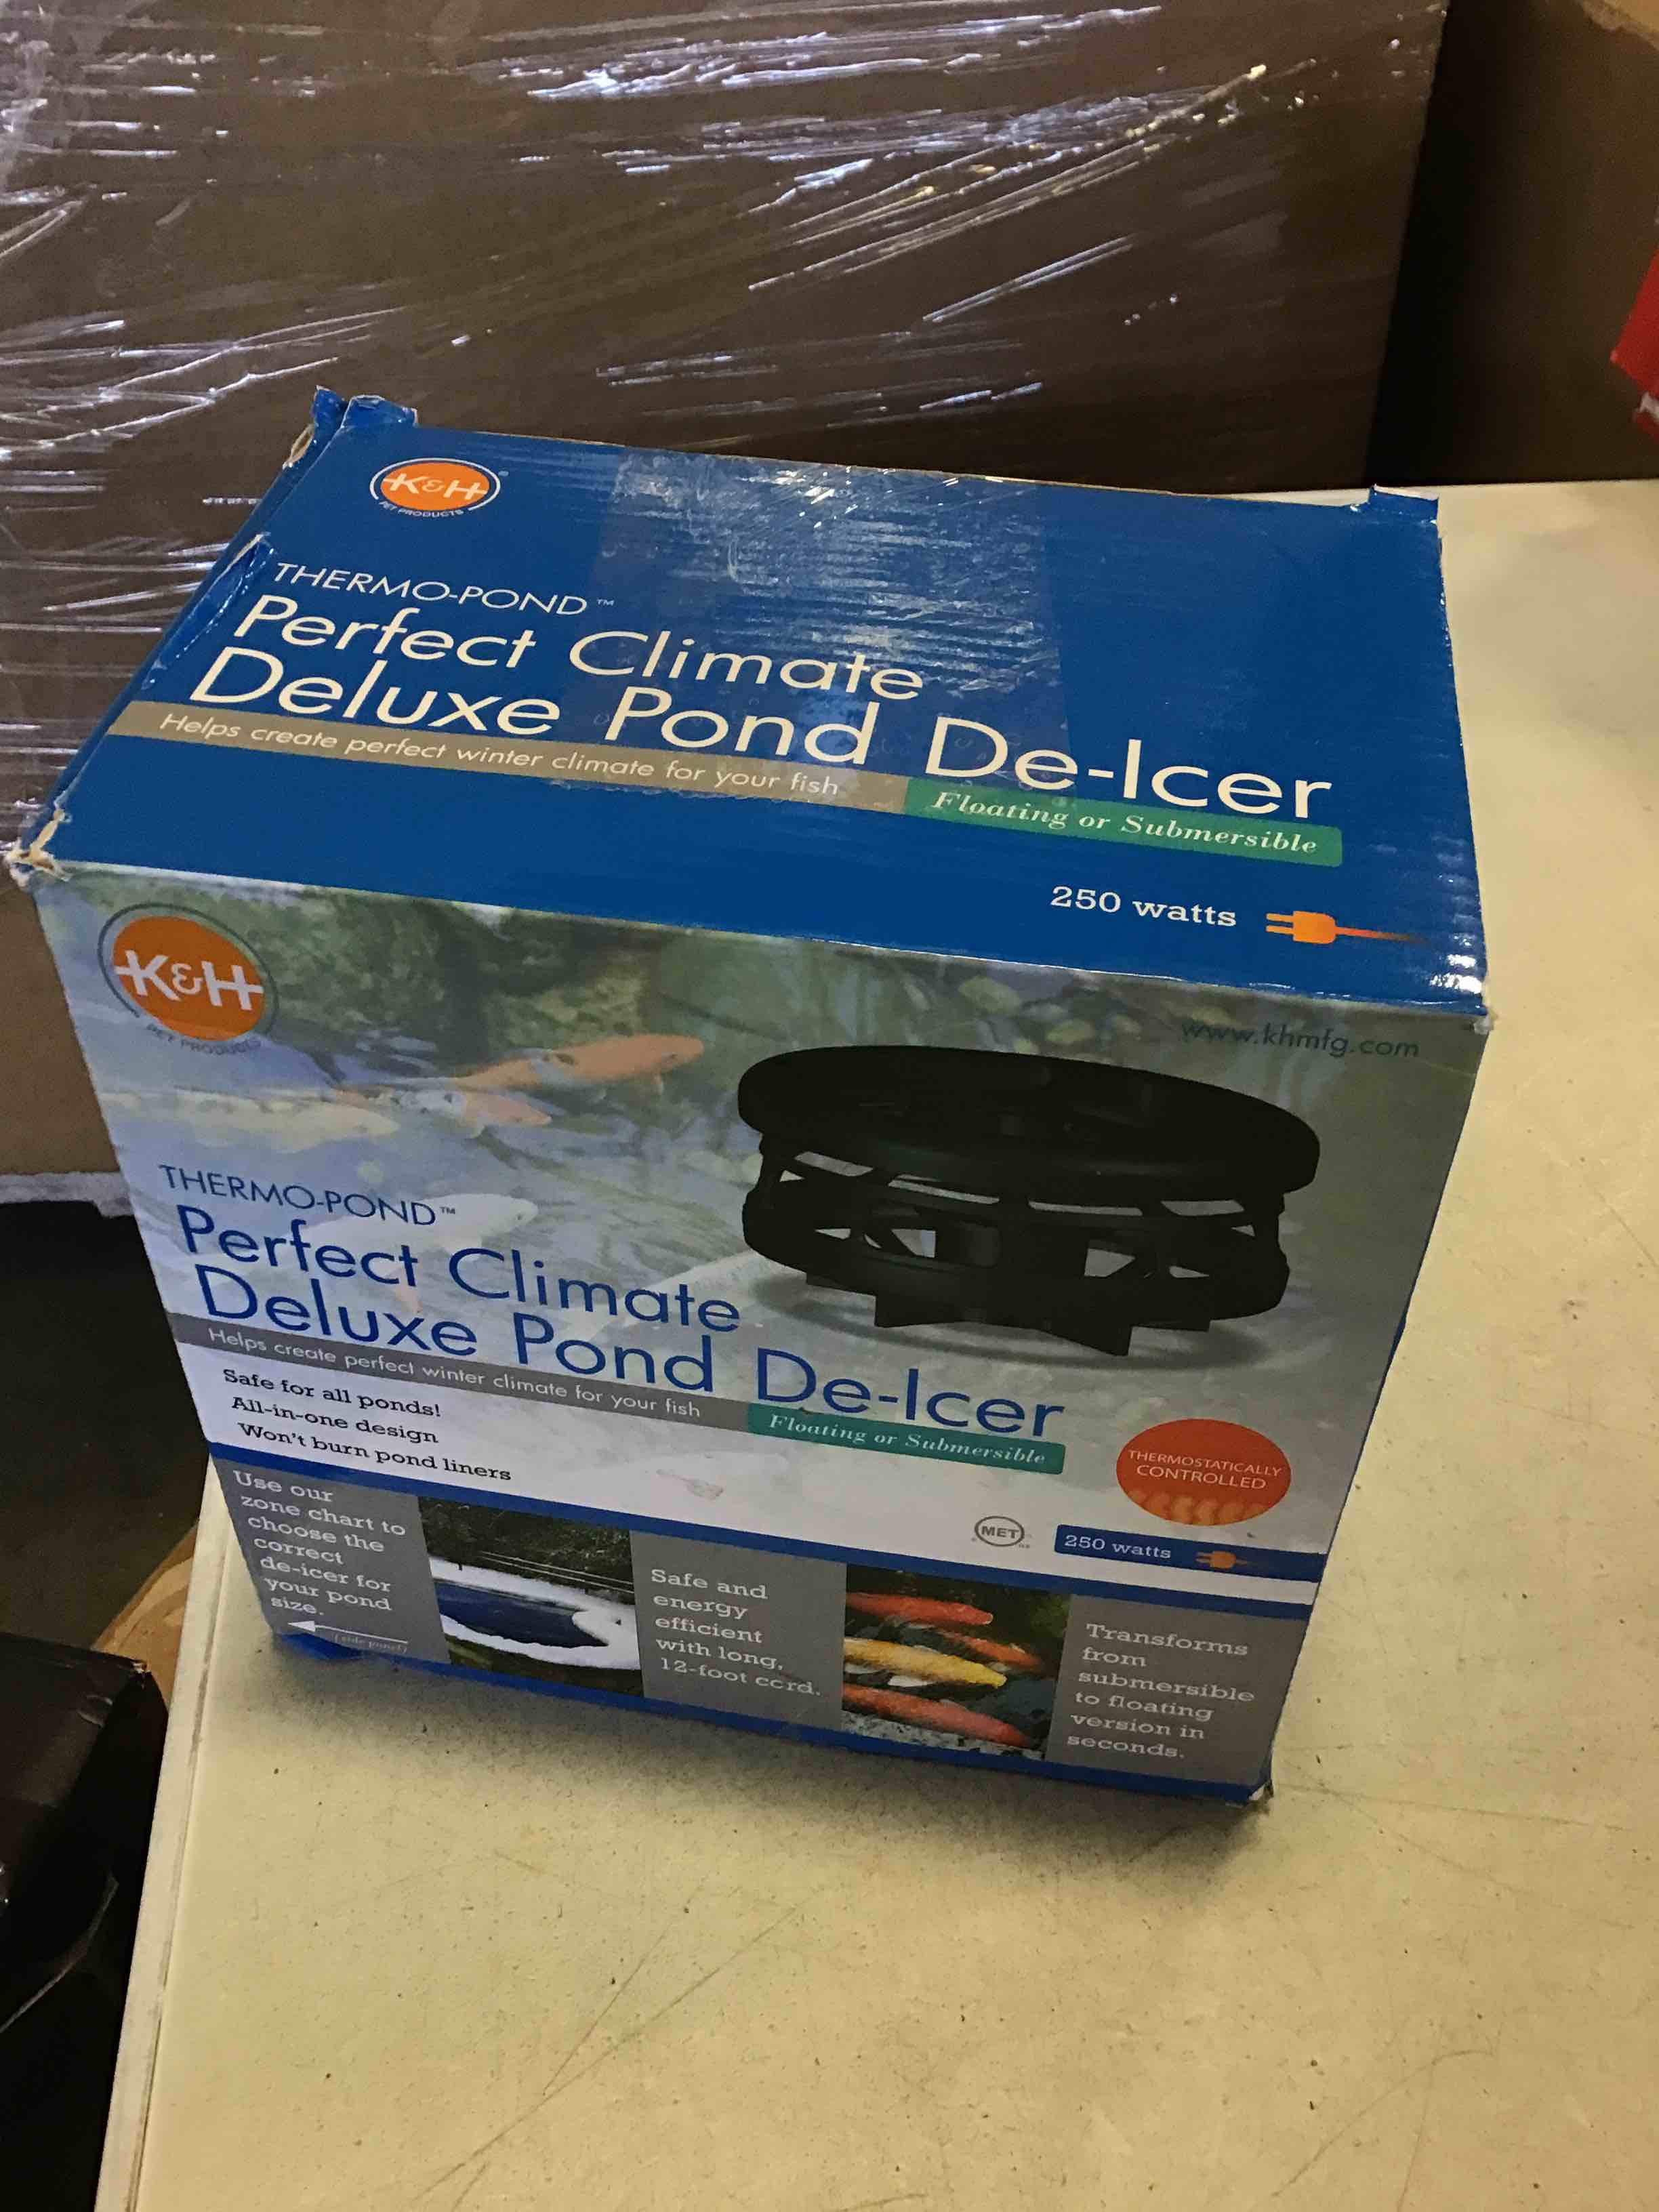 K&H
PET PRODUCTS
THERMO-POND™
Perfect Climate
Deluxe Pond De-Icer
Helps create perfect winter climate for your fish
Floating or Submersible
250 watts
K&H
PET PRODUCTS
www.khmfg.com
THERMO-POND™
Perfect Climate
Deluxe Pond De-Icer
Helps create perfect winter climate for your fish
Floating or Submersible
Safe for all ponds!
All-in-one design
Won't burn pond liners
THERMOSTATICALLY
CONTROLLED
MET
250 watts
Use our
zone chart to
choose the
correct
de-icer for
your pond
size.
(side panel)
Safe and
energy
efficient
with long,
12-foot cord.
Transforms
from
submersible
to floating
version in
seconds.